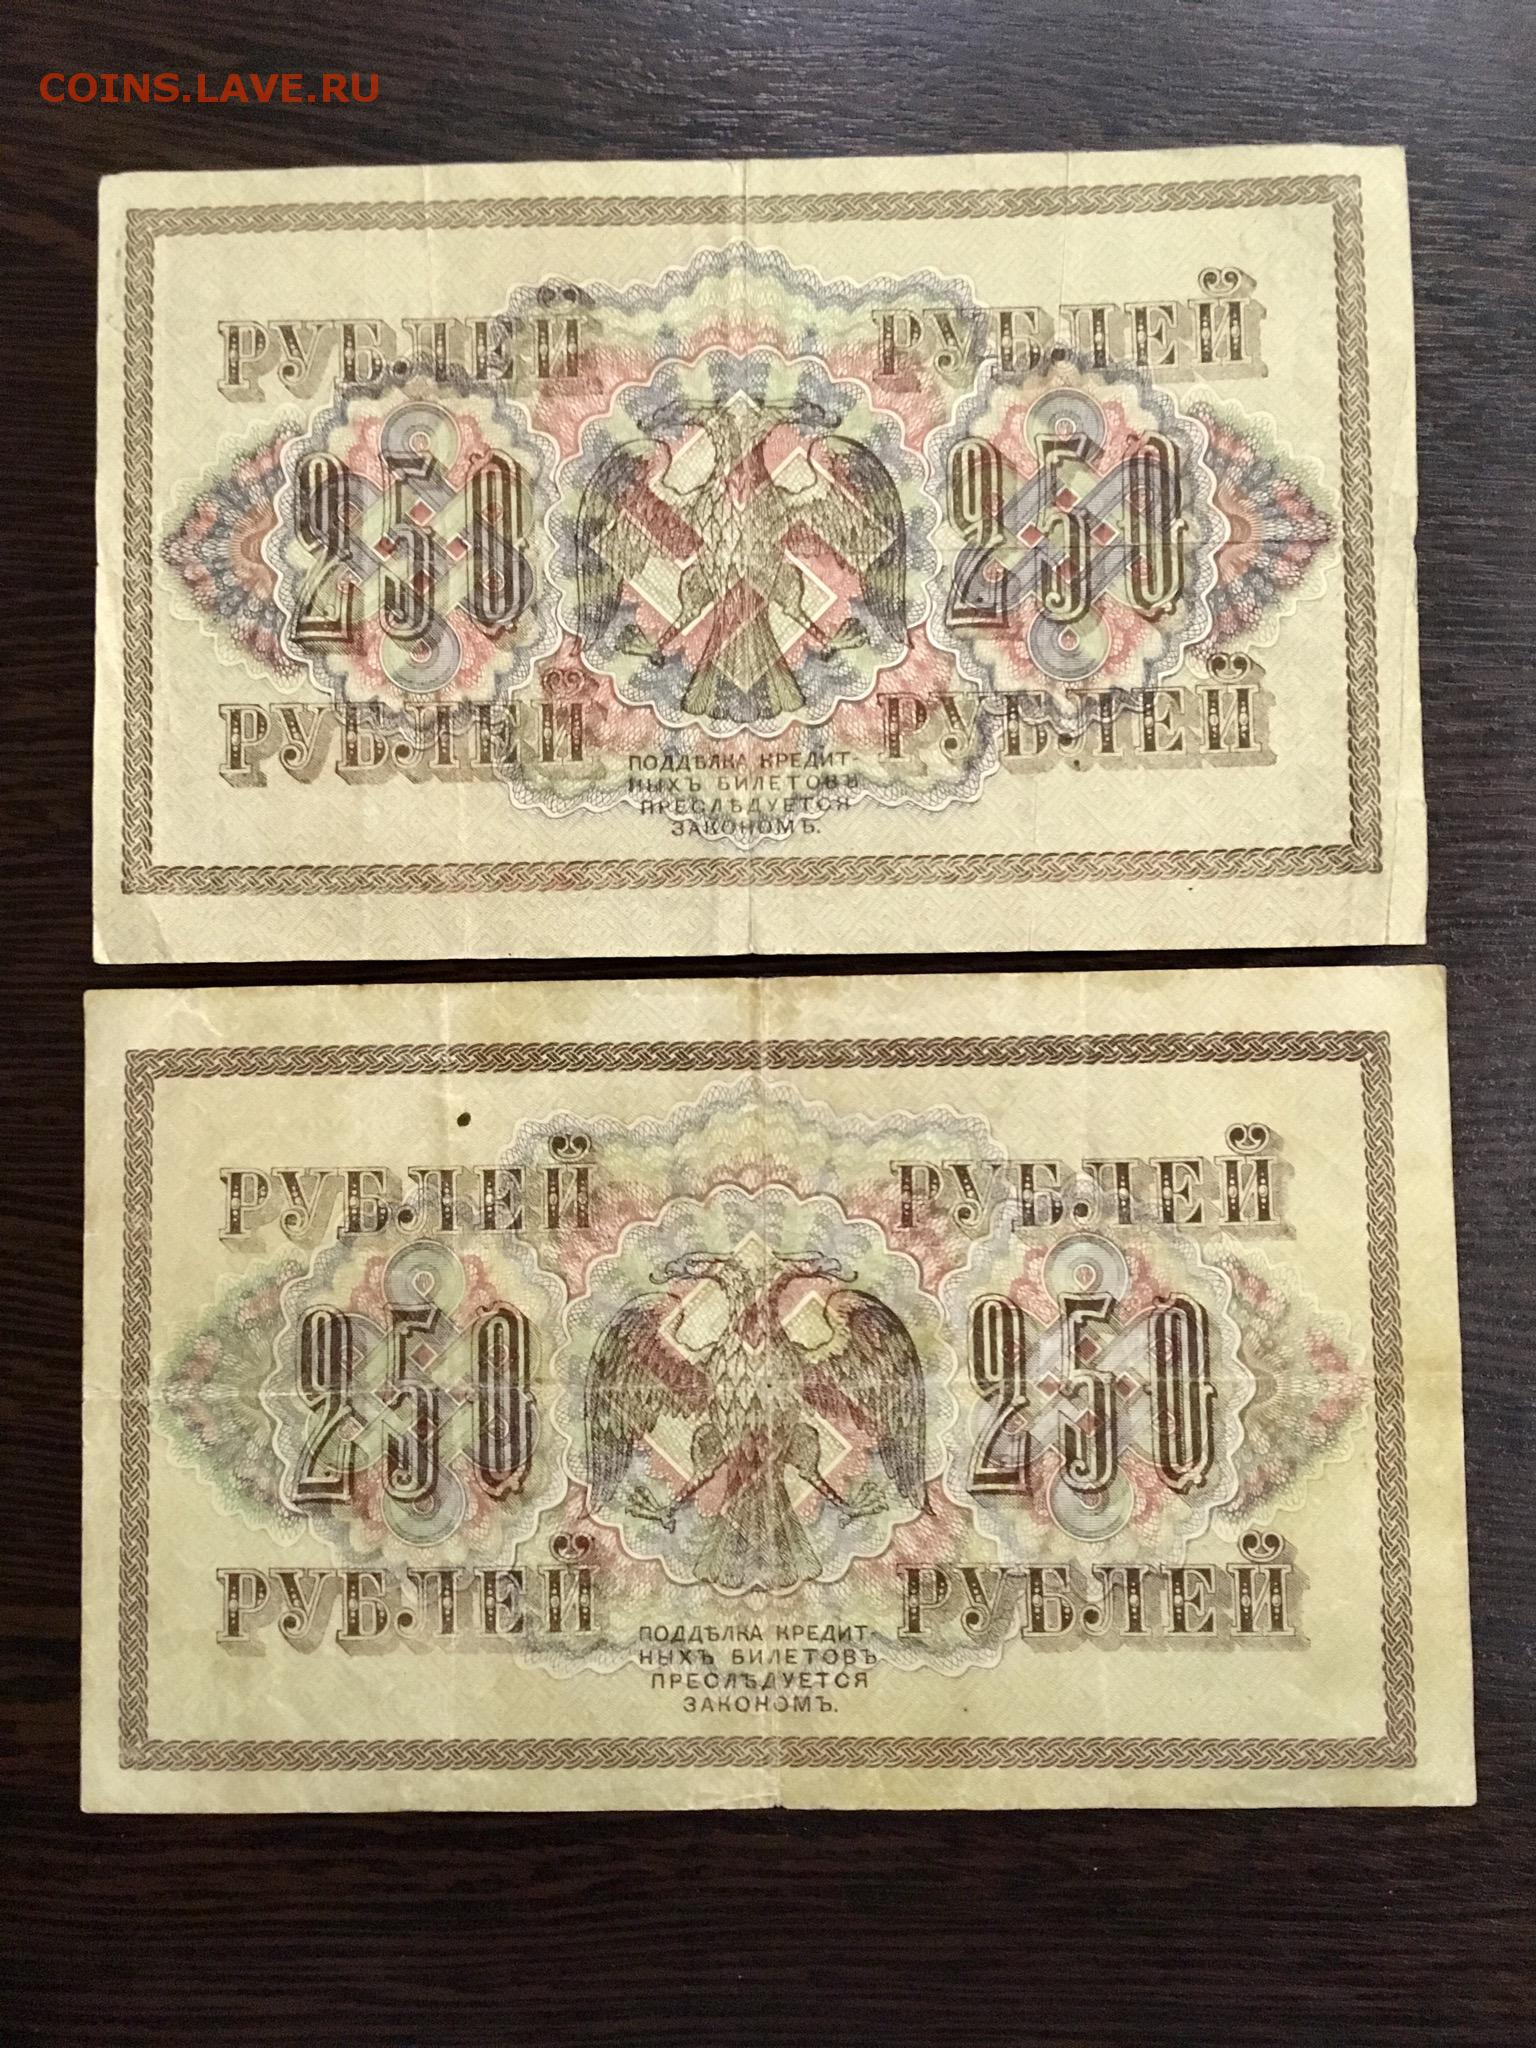 COINS.LAVE.RU
РУБЛЕЙ РУБЛЕЙ
250 250
РУБЛЕЙ РУБЛЕЙ
ПОДДѢЛКА КРЕДИТ-
НЫХЪ БИЛЕТОВЪ
ПРЕСЛѢДУЕТСЯ
ЗАКОНОМЪ.
РУБЛЕЙ РУБЛЕЙ
250 250
РУБЛЕЙ РУБЛЕЙ
ПОДДѢЛКА КРЕДИТ-
НЫХЪ БИЛЕТОВЪ
ПРЕСЛѢДУЕТСЯ
ЗАКОНОМЪ.